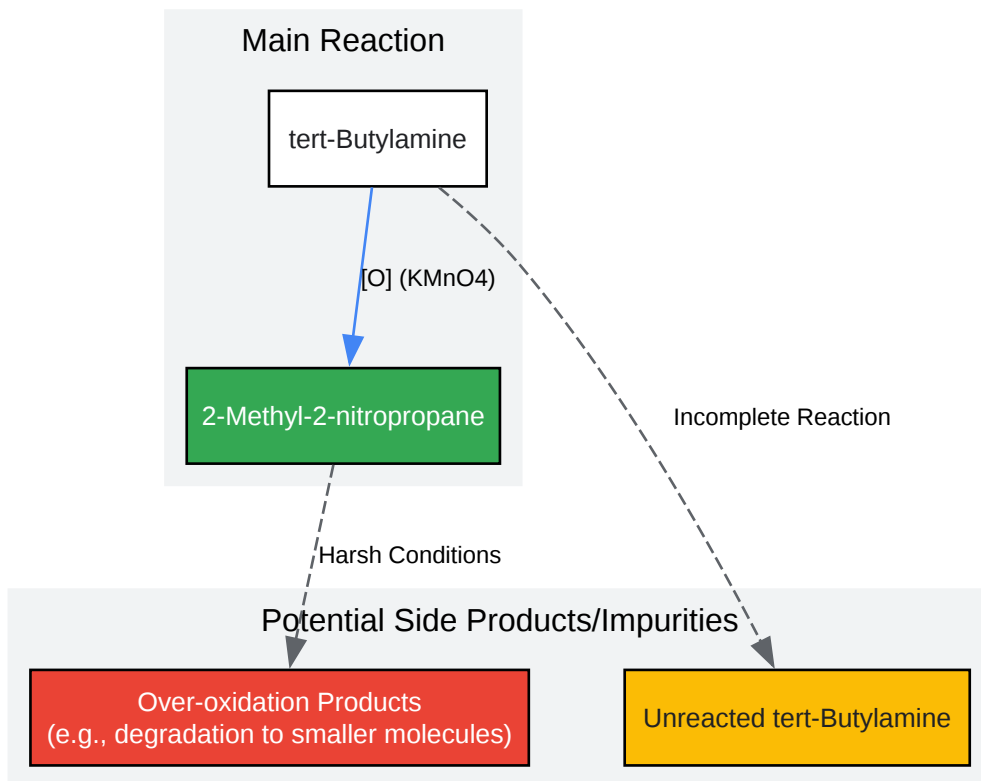 Main Reaction
tert-Butylamine
[O] (KMnO4)
2-Methyl-2-nitropropane
Incomplete Reaction
Harsh Conditions
Potential Side Products/Impurities
Over-oxidation Products
(e.g., degradation to smaller molecules)
Unreacted tert-Butylamine